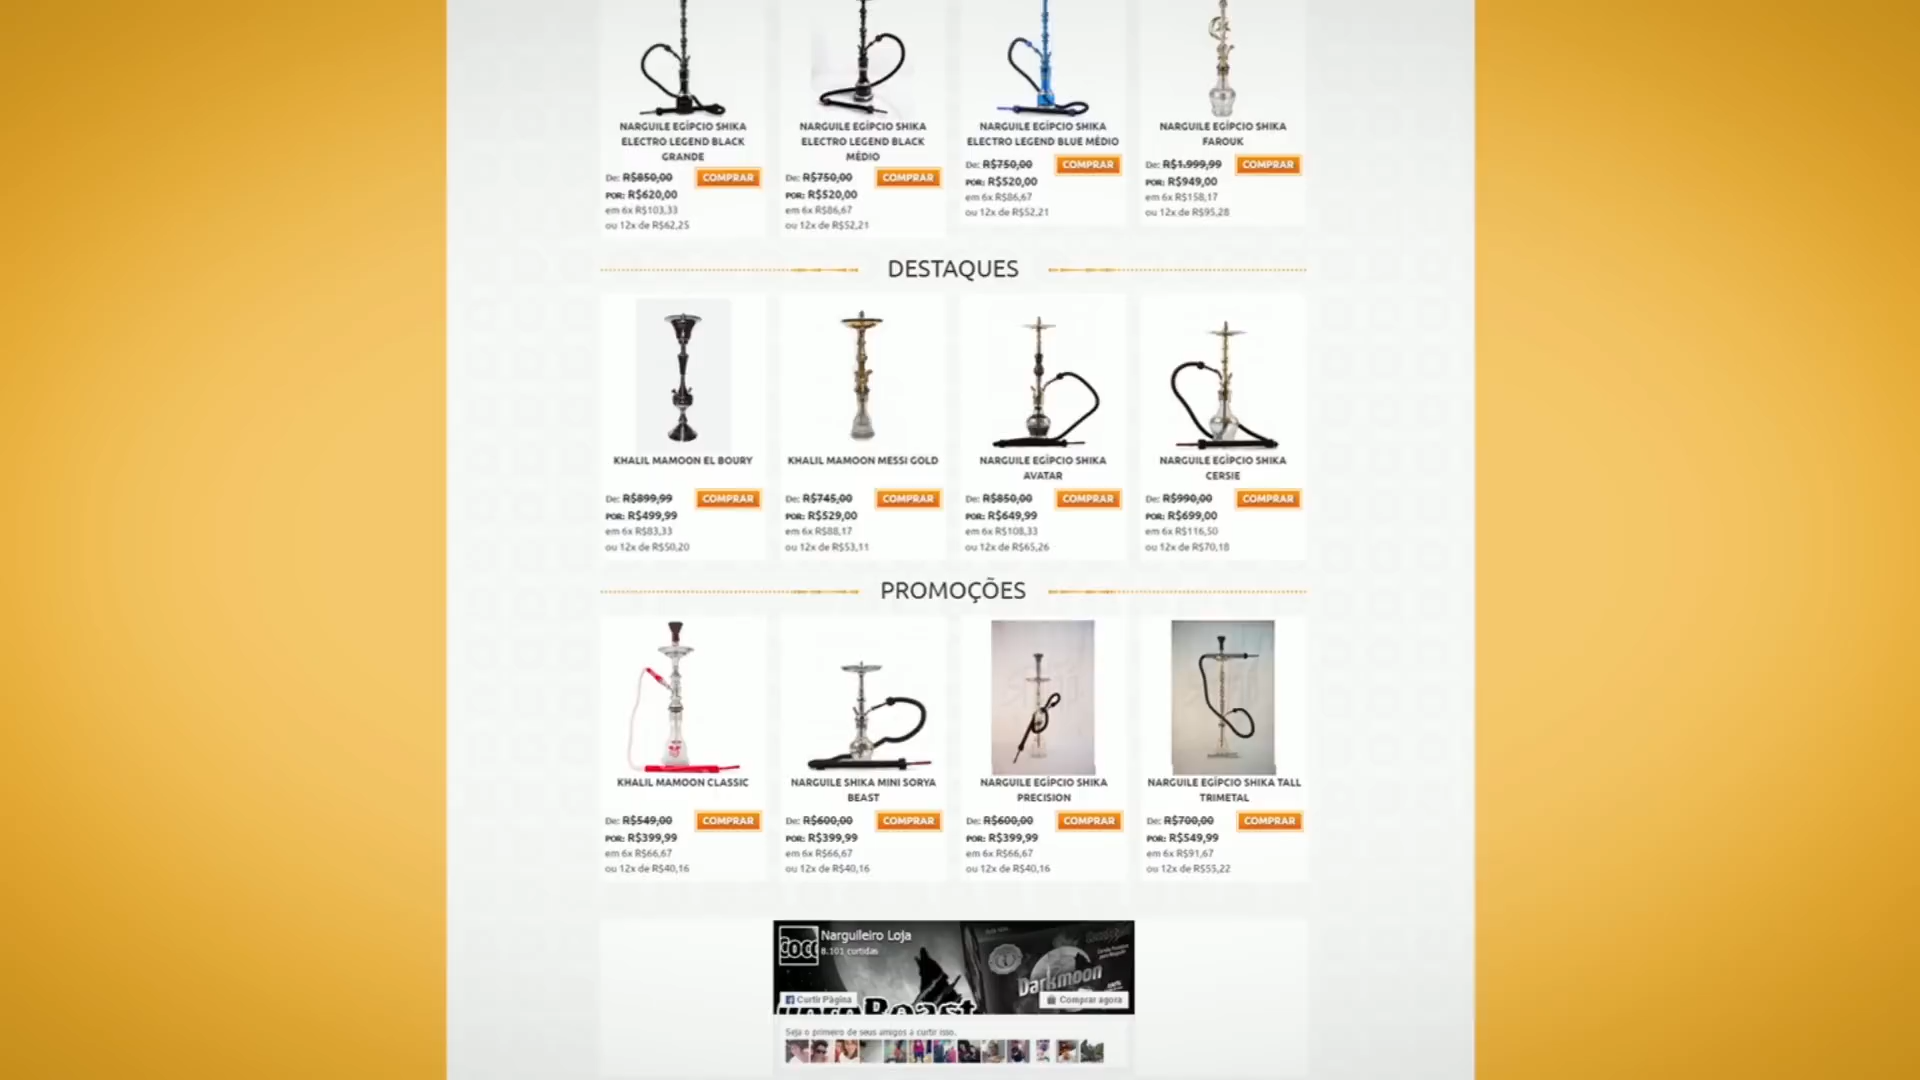 NARGUILE EGÍPCIO SHIKA
ELECTRO LEGEND BLACK
GRANDE
De: R$850,00
COMPRAR
POR: R$620,00
em 6x R$103,33
ou 12x de R$62,25
NARGUILE EGÍPCIO SHIKA
ELECTRO LEGEND BLACK
MÉDIO
De: R$750,00
COMPRAR
POR: R$520,00
em 6x R$86,67
ou 12x de R$52,21
NARGUILE EGÍPCIO SHIKA
ELECTRO LEGEND BLUE MÉDIO
De: R$750,00
COMPRAR
POR: R$520,00
em 6x R$86,67
ou 12x de R$52,21
NARGUILE EGÍPCIO SHIKA
FAROUK
De: R$1.999,99
COMPRAR
POR: R$949,00
em 6x R$158,17
ou 12x de R$95,28
DESTAQUES
KHALIL MAMOON EL BOURY
De: R$899,99
COMPRAR
POR: R$499,99
em 6x R$83,33
ou 12x de R$50,20
KHALIL MAMOON MESSI GOLD
De: R$745,00
COMPRAR
POR: R$529,00
em 6x R$88,17
ou 12x de R$53,11
NARGUILE EGÍPCIO SHIKA
AVATAR
De: R$850,00
COMPRAR
POR: R$649,99
em 6x R$108,33
ou 12x de R$65,26
NARGUILE EGÍPCIO SHIKA
CERSIE
De: R$990,00
COMPRAR
POR: R$699,00
em 6x R$116,50
ou 12x de R$70,18
PROMOÇÕES
KHALIL MAMOON CLASSIC
De: R$549,00
COMPRAR
POR: R$399,99
em 6x R$66,67
ou 12x de R$40,16
NARGUILE SHIKA MINI SORYA
BEAST
De: R$600,00
COMPRAR
POR: R$399,99
em 6x R$66,67
ou 12x de R$40,16
NARGUILE EGÍPCIO SHIKA
PRECISION
De: R$600,00
COMPRAR
POR: R$399,99
em 6x R$66,67
ou 12x de R$40,16
NARGUILE EGÍPCIO SHIKA TALL
TRIMETAL
De: R$700,00
COMPRAR
POR: R$549,99
em 6x R$91,67
ou 12x de R$55,22
COCO
Narguileiro Loja
8.101 curtidas
Darkmoon
Curtir Página
Comprar agora
Beast
Seja o primeiro de seus amigos a curtir isso.